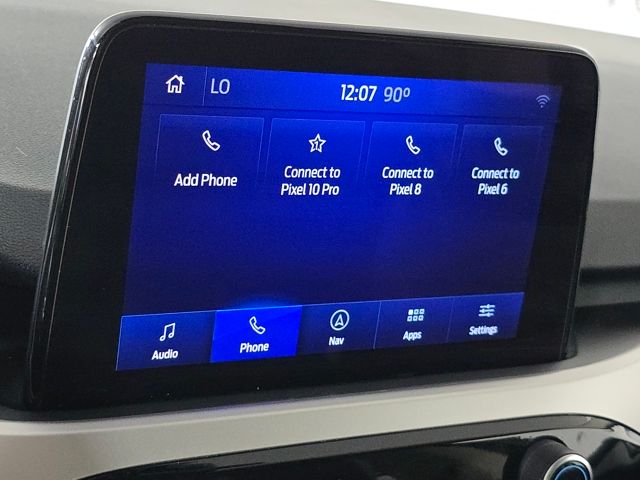 LO 12:07 90°
Add Phone
Connect to
Pixel 10 Pro
Connect to
Pixel 8
Connect to
Pixel 6
Audio
Phone
Nav
Apps
Settings